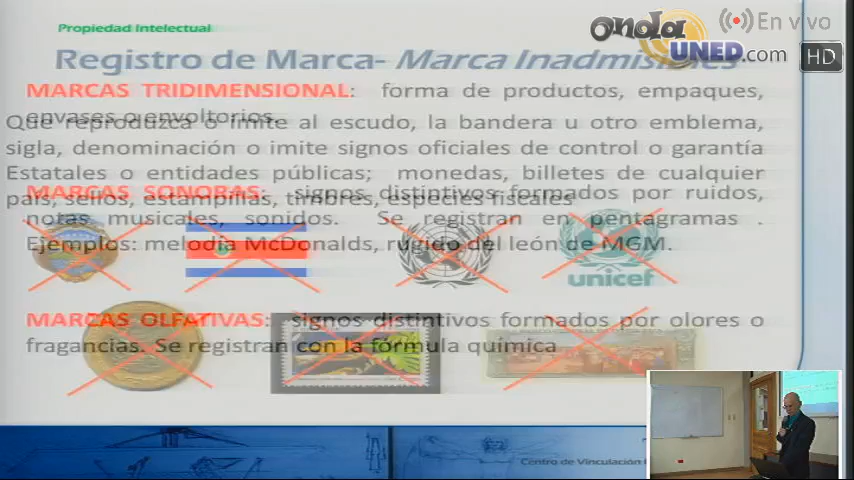 Propiedad Intelectual
onda UNED.com
En vivo
HD
Registro de Marca- Marca Inadmisibles
MARCAS TRIDIMENSIONAL: forma de productos, empaques,
envases o envoltorios.
Que reproduzca o imite al escudo, la bandera u otro emblema,
sigla, denominación o imite signos oficiales de control o garantía
Estatales o entidades públicas; monedas, billetes de cualquier
país, sellos, estampillas, timbres, especies fiscales
MARCAS SONORAS: signos distintivos formados por ruidos,
notas musicales, sonidos. Se registran en pentagramas .
Ejemplos: melodía McDonalds, rugido del león de MGM.
unicef
MARCAS OLFATIVAS: signos distintivos formados por olores o
fragancias. Se registran con la fórmula química
Centro de Vinculación